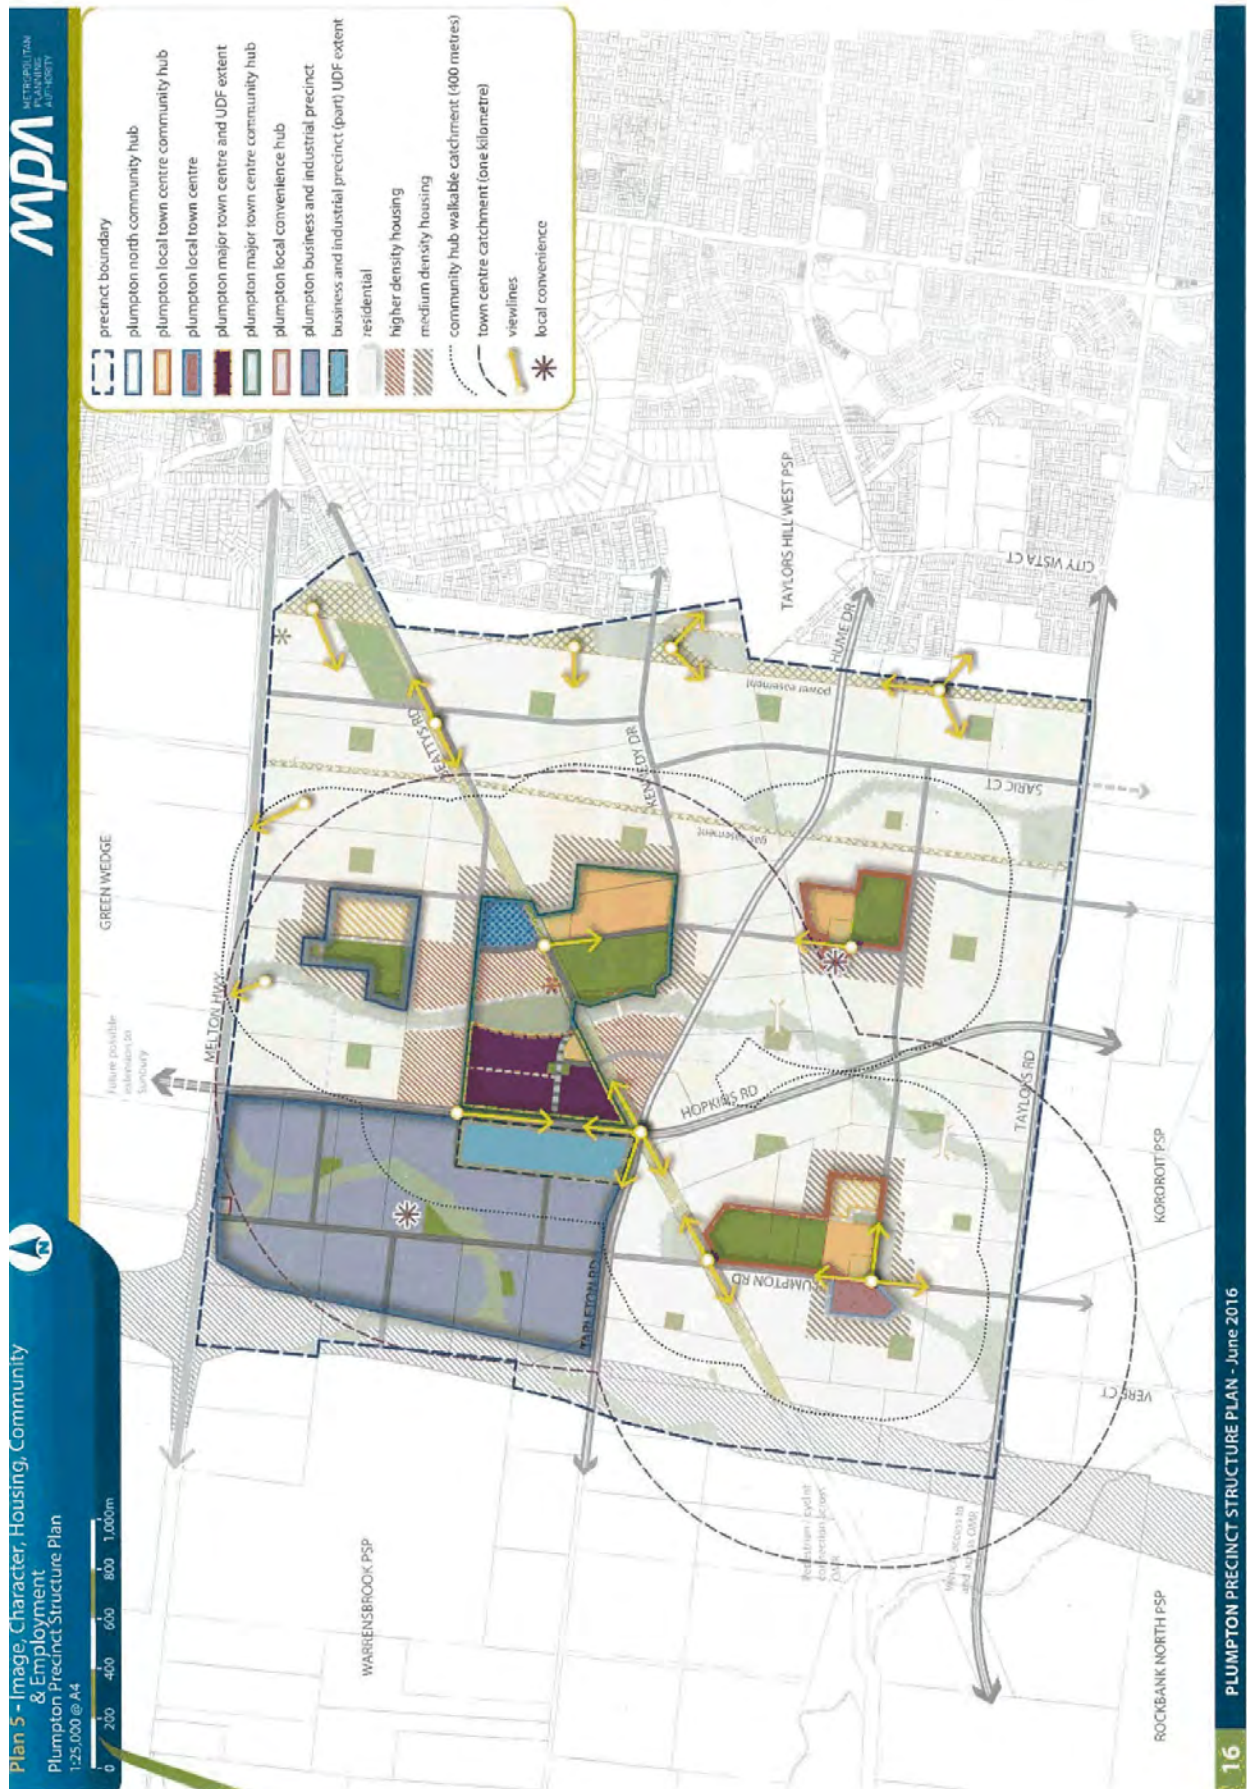 Plan 5 - Image, Character, Housing, Community
& Employment
Plumpton Precinct Structure Plan
1:25,000 @ A4
0 200 400 600 800 1,000m
N
MPA
METROPOLITAN
PLANNING
AUTHORITY
precinct boundary
plumpton north community hub
plumpton local town centre community hub
plumpton local town centre
plumpton major town centre and UDF extent
plumpton major town centre community hub
plumpton local convenience hub
plumpton business and industrial precinct
business and industrial precinct (part) UDF extent
residential
higher density housing
medium density housing
community hub walkable catchment (400 metres)
town centre catchment (one kilometre)
viewlines
local convenience
GREEN WEDGE
Future possible
extension to
Sunbury
MELTON HWY
BEATTYS RD
KENNEDY DR
gas easement
power easement
TAYLORS HILL WEST PSP
HUME DR
CITY VISTA CT
SARIC CT
WARRENSBROOK PSP
TARLETON RD
HOPKINS RD
PLUMPTON RD
TAYLORS RD
KOROROIT PSP
VERE CT
OMR
ROCKBANK NORTH PSP
16
PLUMPTON PRECINCT STRUCTURE PLAN - June 2016